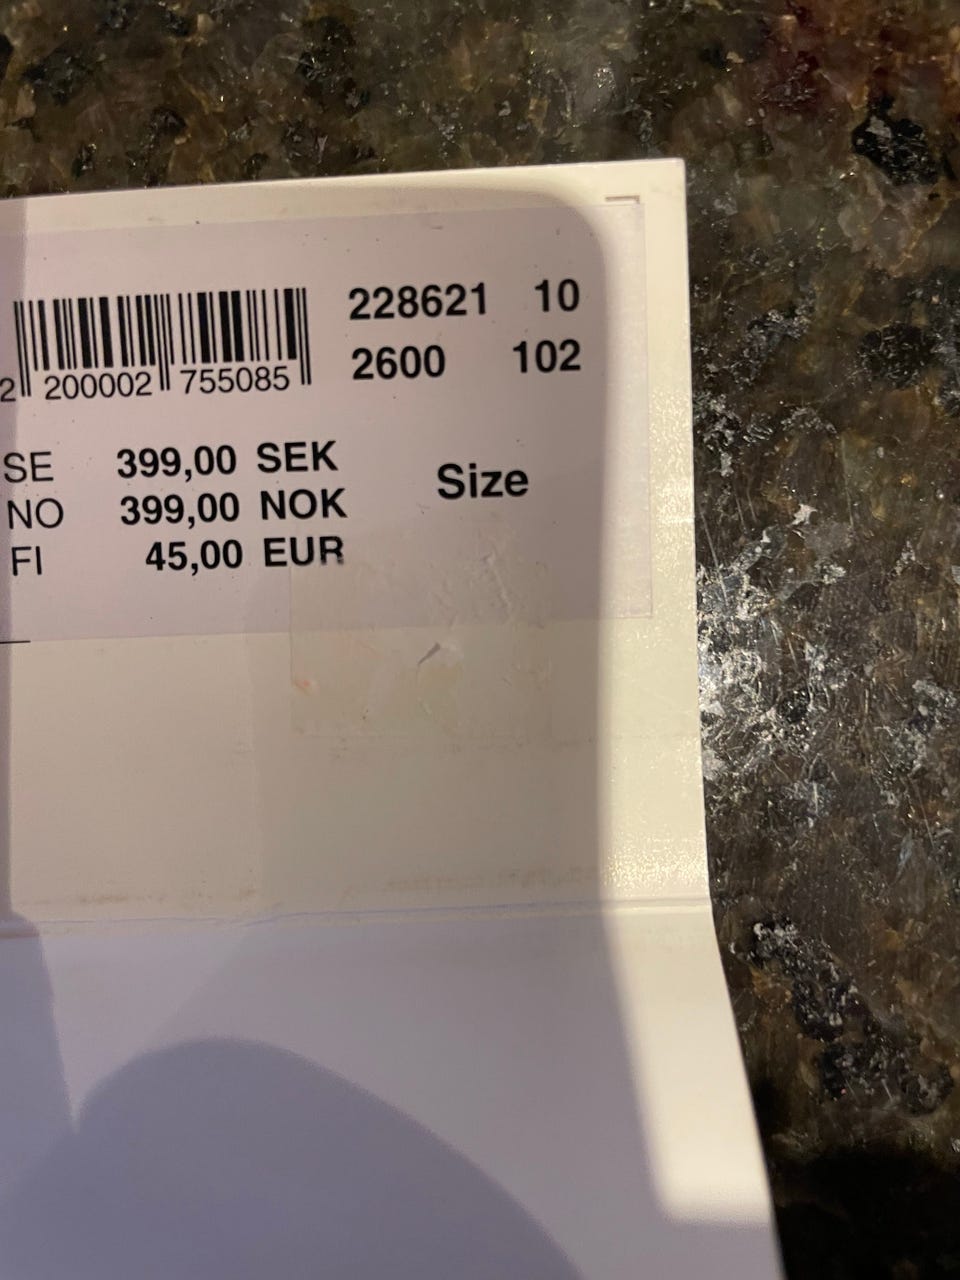 228621 10
2600 102
2 200002 755085
SE 399,00 SEK
NO 399,00 NOK
FI 45,00 EUR
Size